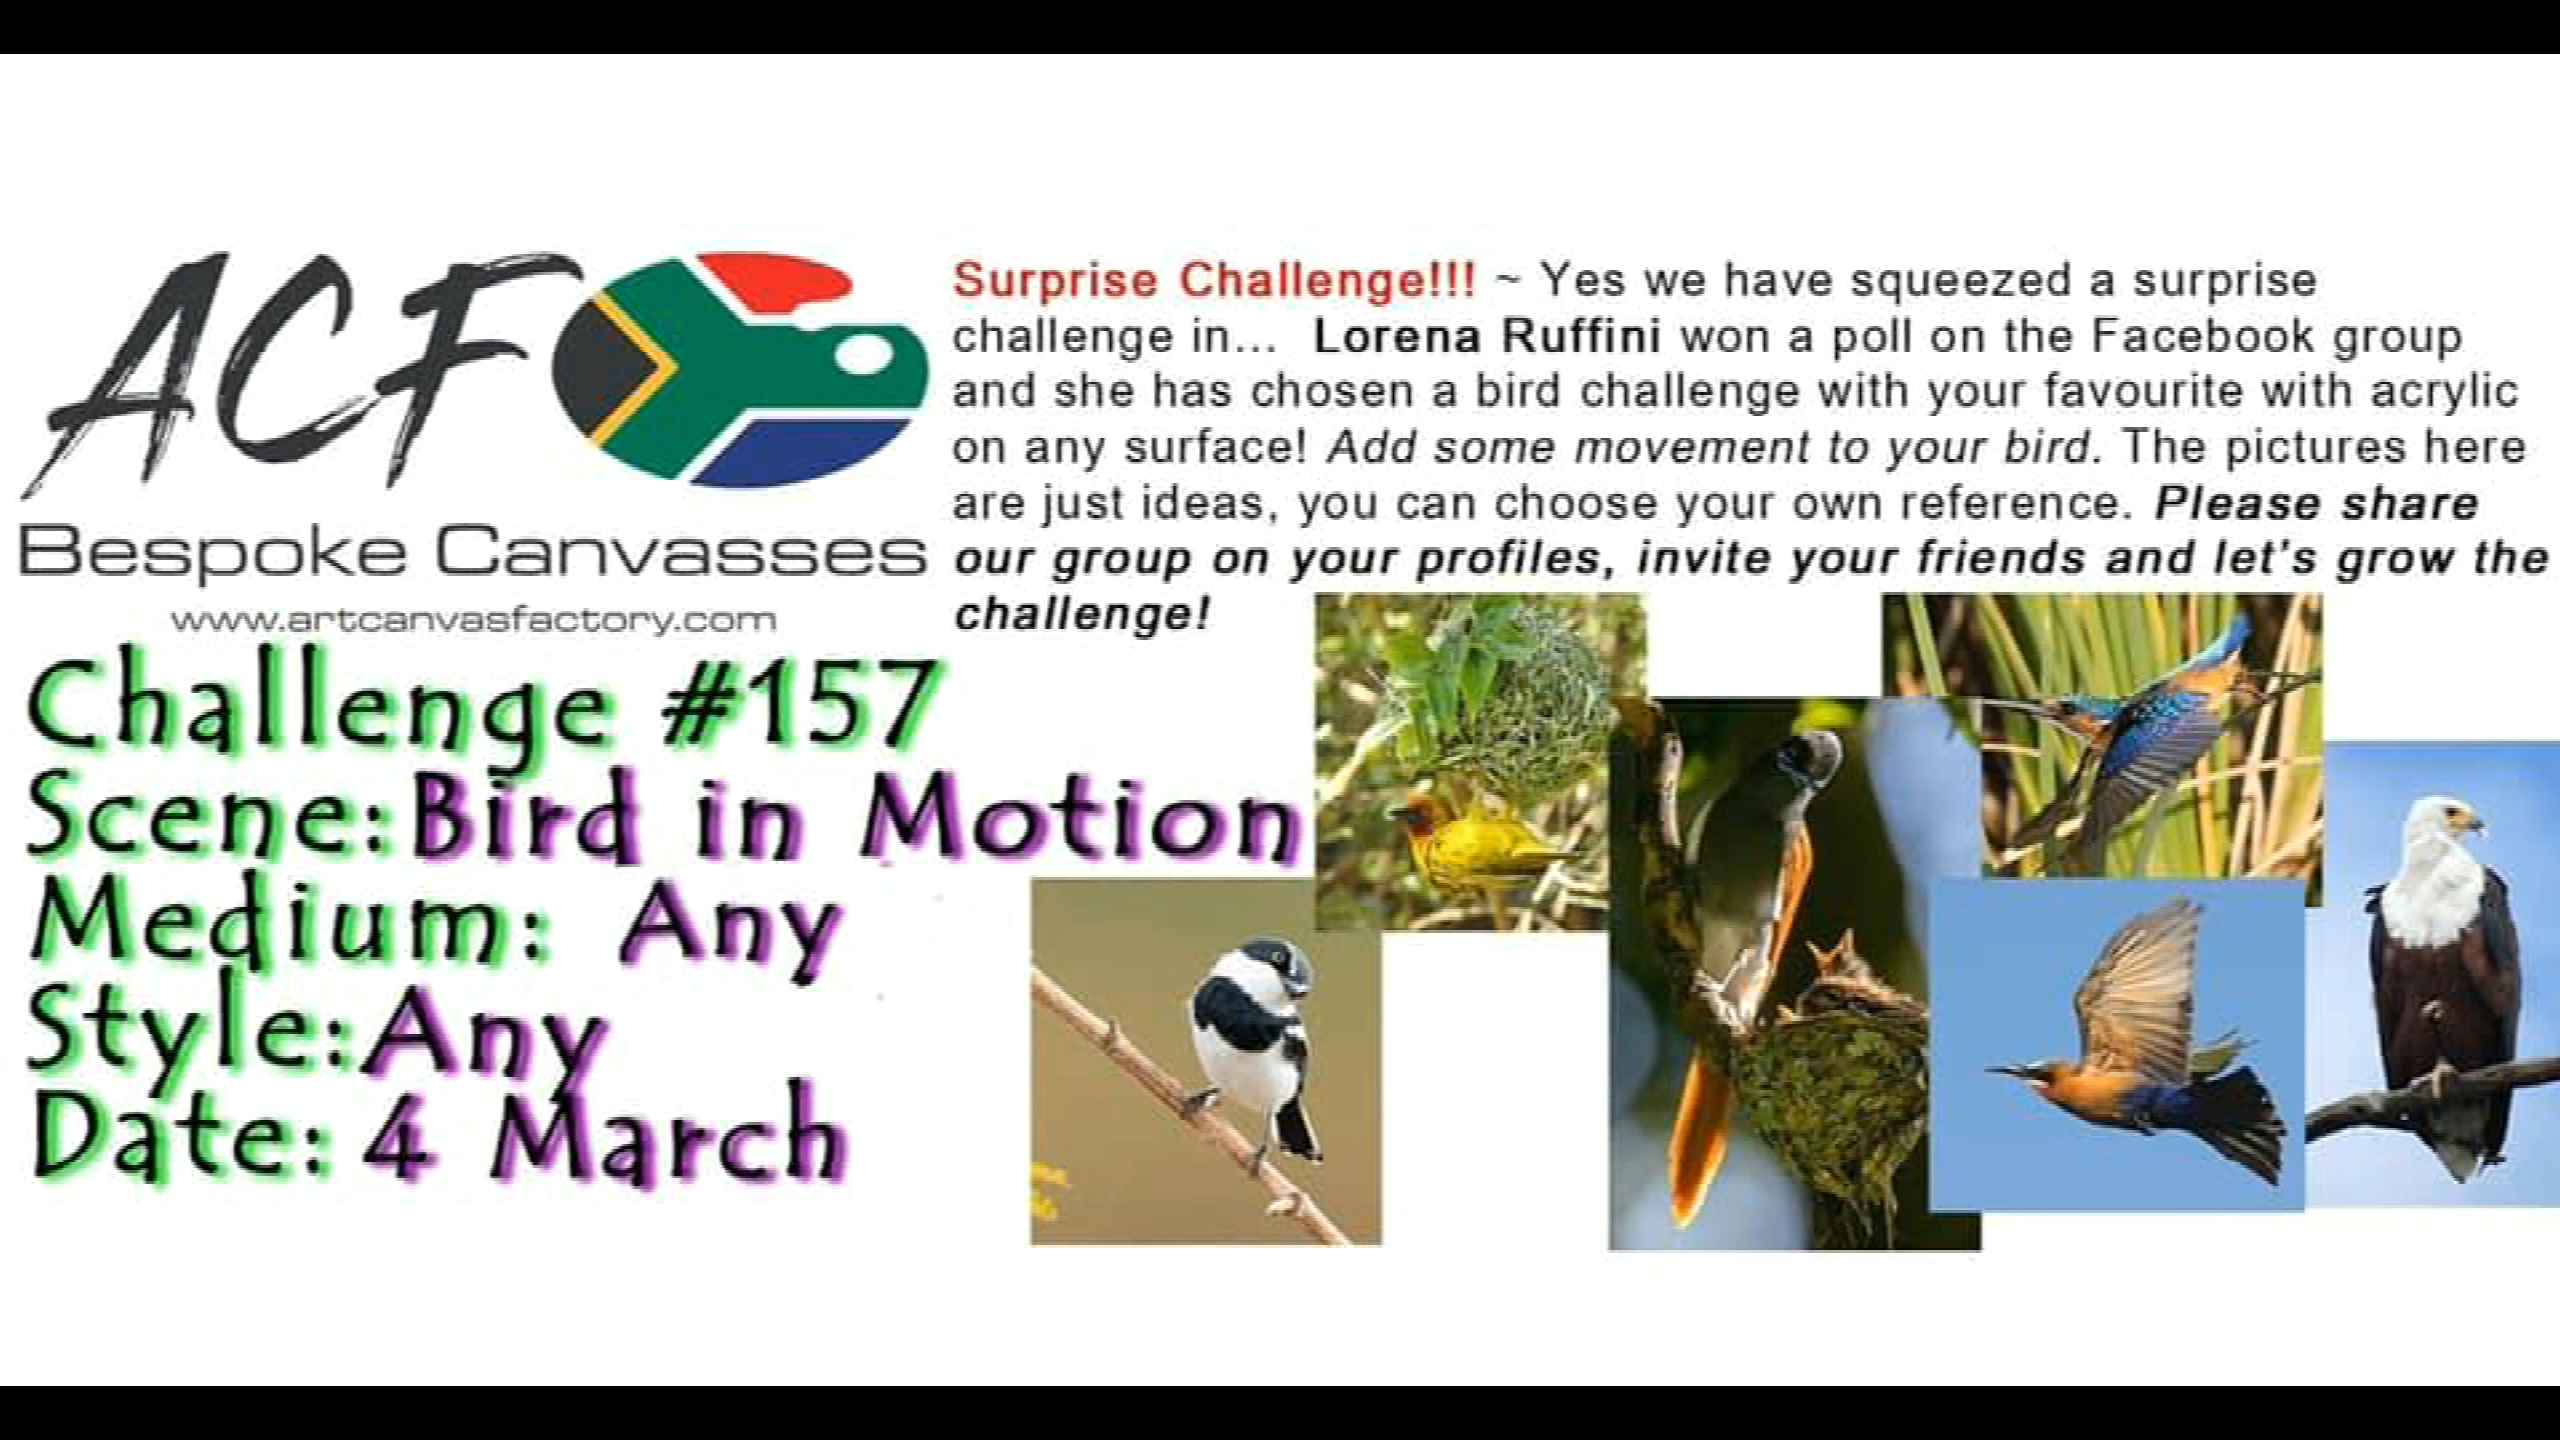 ACF
Bespoke Canvasses
www.artcanvasfactory.com
Surprise Challenge!!! ~ Yes we have squeezed a surprise
challenge in... Lorena Ruffini won a poll on the Facebook group
and she has chosen a bird challenge with your favourite with acrylic
on any surface! Add some movement to your bird. The pictures here
are just ideas, you can choose your own reference. Please share
our group on your profiles, invite your friends and let's grow the
challenge!
Challenge #157
Scene: Bird in Motion
Medium: Any
Style: Any
Date: 4 March